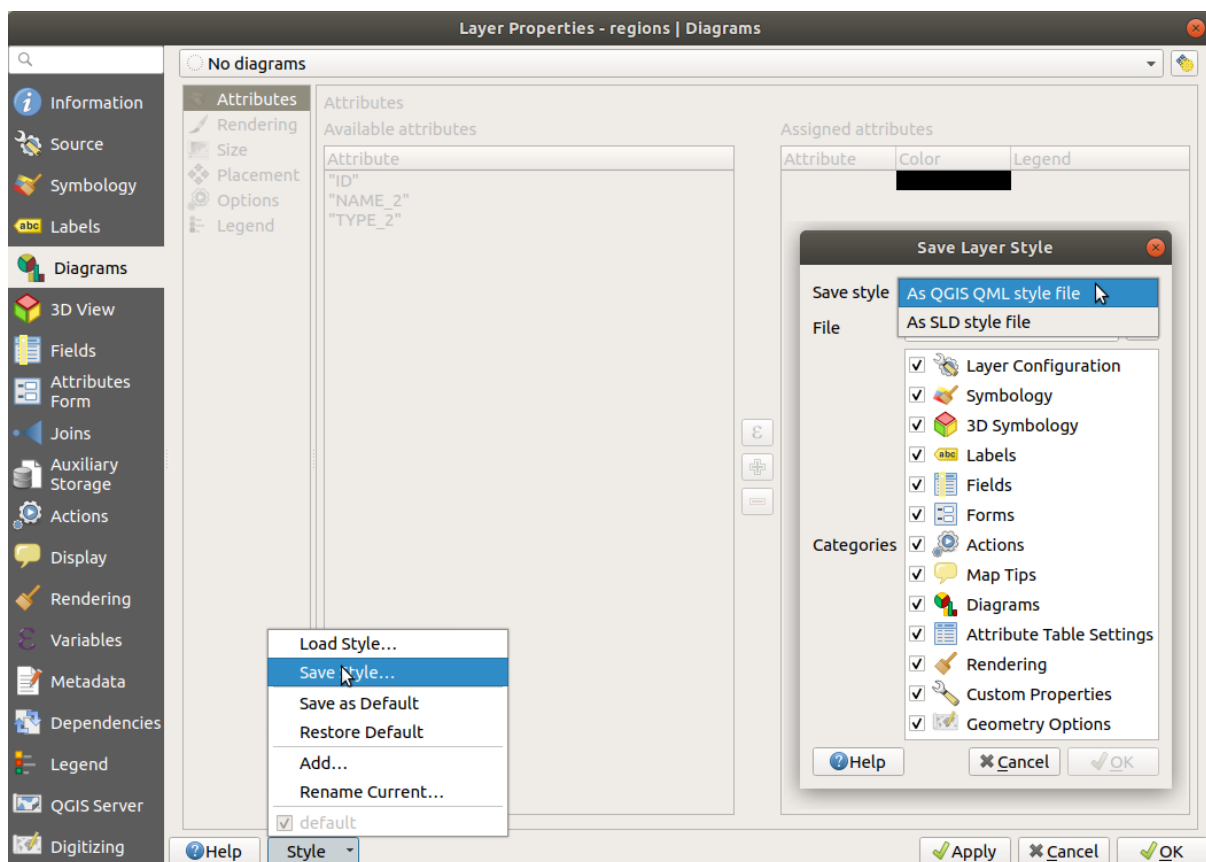 Layer Properties - regions | Diagrams
No diagrams
Information
Source
Symbology
Labels
Diagrams
3D View
Fields
Attributes
Form
Joins
Auxiliary
Storage
Actions
Display
Rendering
Variables
Metadata
Dependencies
Legend
QGIS Server
Digitizing
Attributes
Rendering
Size
Placement
Options
Legend
Attributes
Available attributes
Attribute
"ID"
"NAME_2"
"TYPE_2"
ε
Assigned attributes
Attribute Color Legend
Save Layer Style
Save style As QGIS QML style file
As SLD style file
File
Categories
Layer Configuration
Symbology
3D Symbology
abc Labels
Fields
Forms
Actions
Map Tips
Diagrams
Attribute Table Settings
Rendering
Custom Properties
Geometry Options
Help Cancel OK
Load Style...
Save Style...
Save as Default
Restore Default
Add...
Rename Current...
default
Help Style Apply Cancel OK